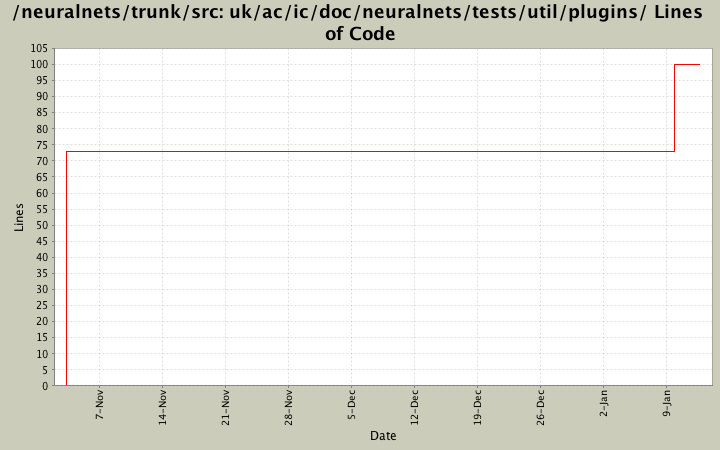 /neuralnets/trunk/src: uk/ac/ic/doc/neuralnets/tests/util/plugins/ Lines
of Code
105
100
95
90
85
80
75
70
65
60
55
50
45
40
35
30
25
20
15
10
5
0
Lines
7-Nov
14-Nov
21-Nov
28-Nov
5-Dec
12-Dec
19-Dec
26-Dec
2-Jan
9-Jan
Date